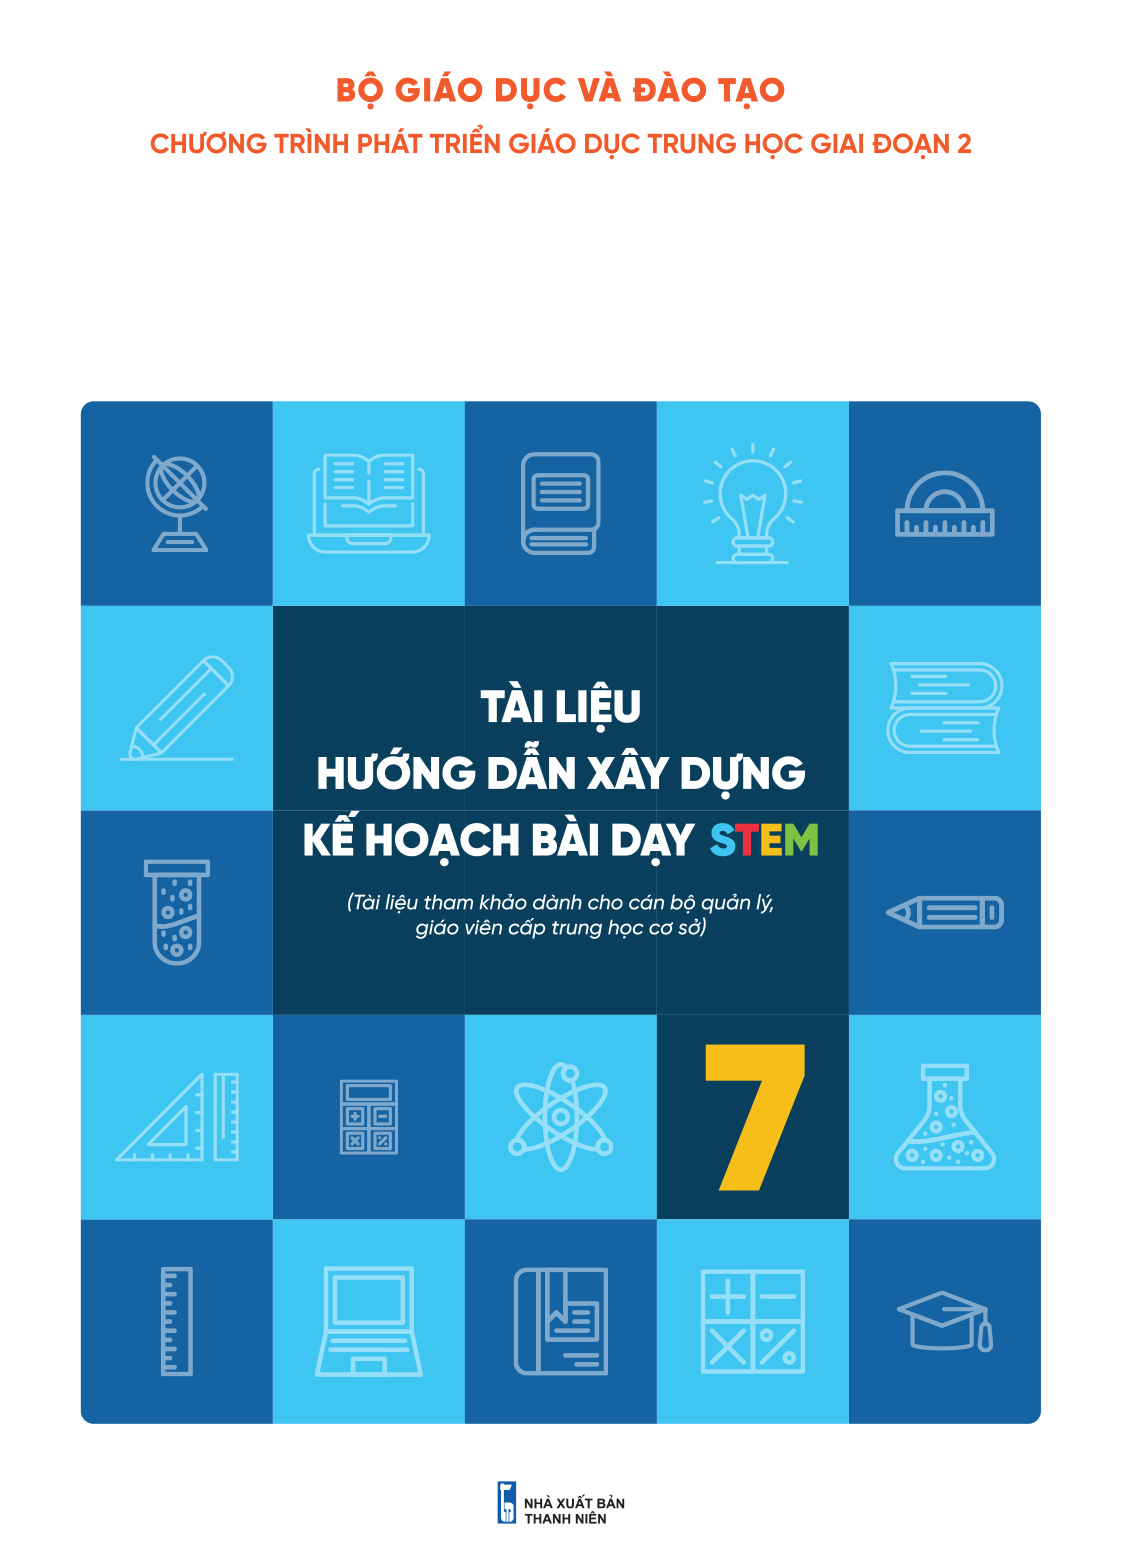 BỘ GIÁO DỤC VÀ ĐÀO TẠO
CHƯƠNG TRÌNH PHÁT TRIỂN GIÁO DỤC TRUNG HỌC GIAI ĐOẠN 2
TÀI LIỆU
HƯỚNG DẪN XÂY DỰNG
KẾ HOẠCH BÀI DẠY STEM
(Tài liệu tham khảo dành cho cán bộ quản lý,
giáo viên cấp trung học cơ sở)
7
NHÀ XUẤT BẢN
THANH NIÊN